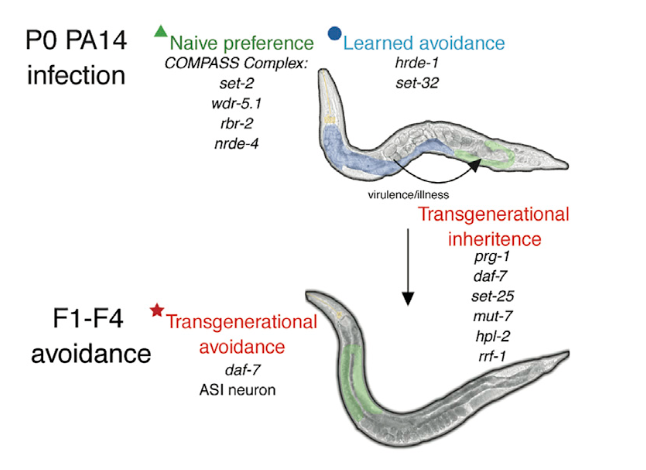 P0 PA14
infection
Naive preference
COMPASS Complex:
set-2
wdr-5.1
rbr-2
nrde-4
Learned avoidance
hrde-1
set-32
virulence/illness
Transgenerational
inheritence
prg-1
daf-7
set-25
mut-7
hpl-2
rrf-1
F1-F4
avoidance
Transgenerational
avoidance
daf-7
ASI neuron